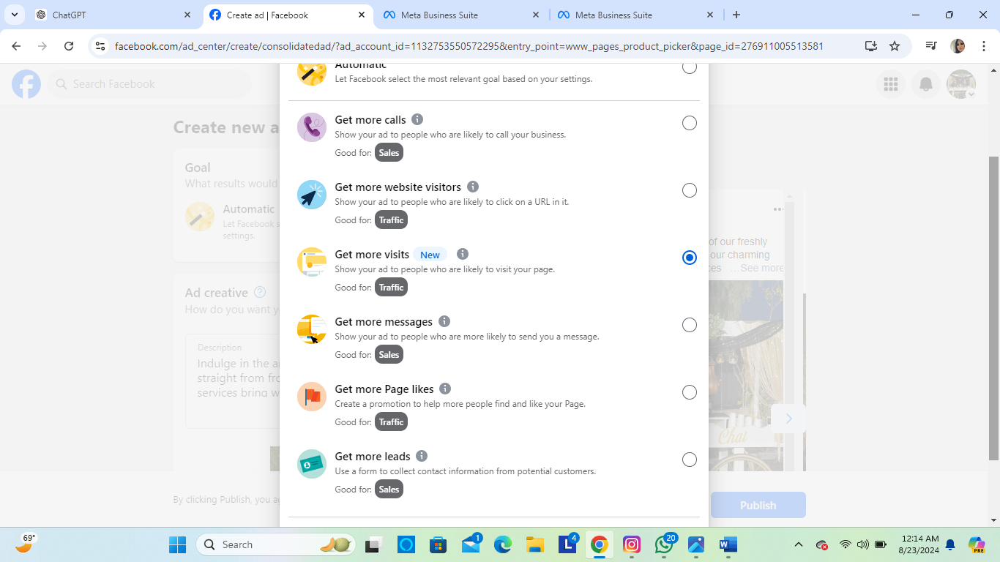 ChatGPT
Create ad | Facebook
Meta Business Suite
Meta Business Suite
facebook.com/ad_center/create/consolidatedad/?ad_account_id=11327535550572295&entry_point=www_pages_product_picker&page_id=276911005513581
Search Facebook
Automatic
Let Facebook select the most relevant goal based on your settings.
Create new a
Goal
What results would
Automatic
Let Facebook s
settings.
Ad creative
How do you want y
Description
Indulge in the a
straight from fro
services bring w
Get more calls
Show your ad to people who are likely to call your business.
Good for: Sales
Get more website visitors
Show your ad to people who are likely to click on a URL in it.
Good for: Traffic
Get more visits New
Show your ad to people who are likely to visit your page.
Good for: Traffic
Get more messages
Show your ad to people who are more likely to send you a message.
Good for: Sales
Get more Page likes
Create a promotion to help more people find and like your Page.
Good for: Traffic
Get more leads
Use a form to collect contact information from potential customers.
Good for: Sales
of our freshly
our charming
ces ...See more
Chai
By clicking Publish, you ag
Publish
69°
Search
1
4
20
12:14 AM
8/23/2024
PRE